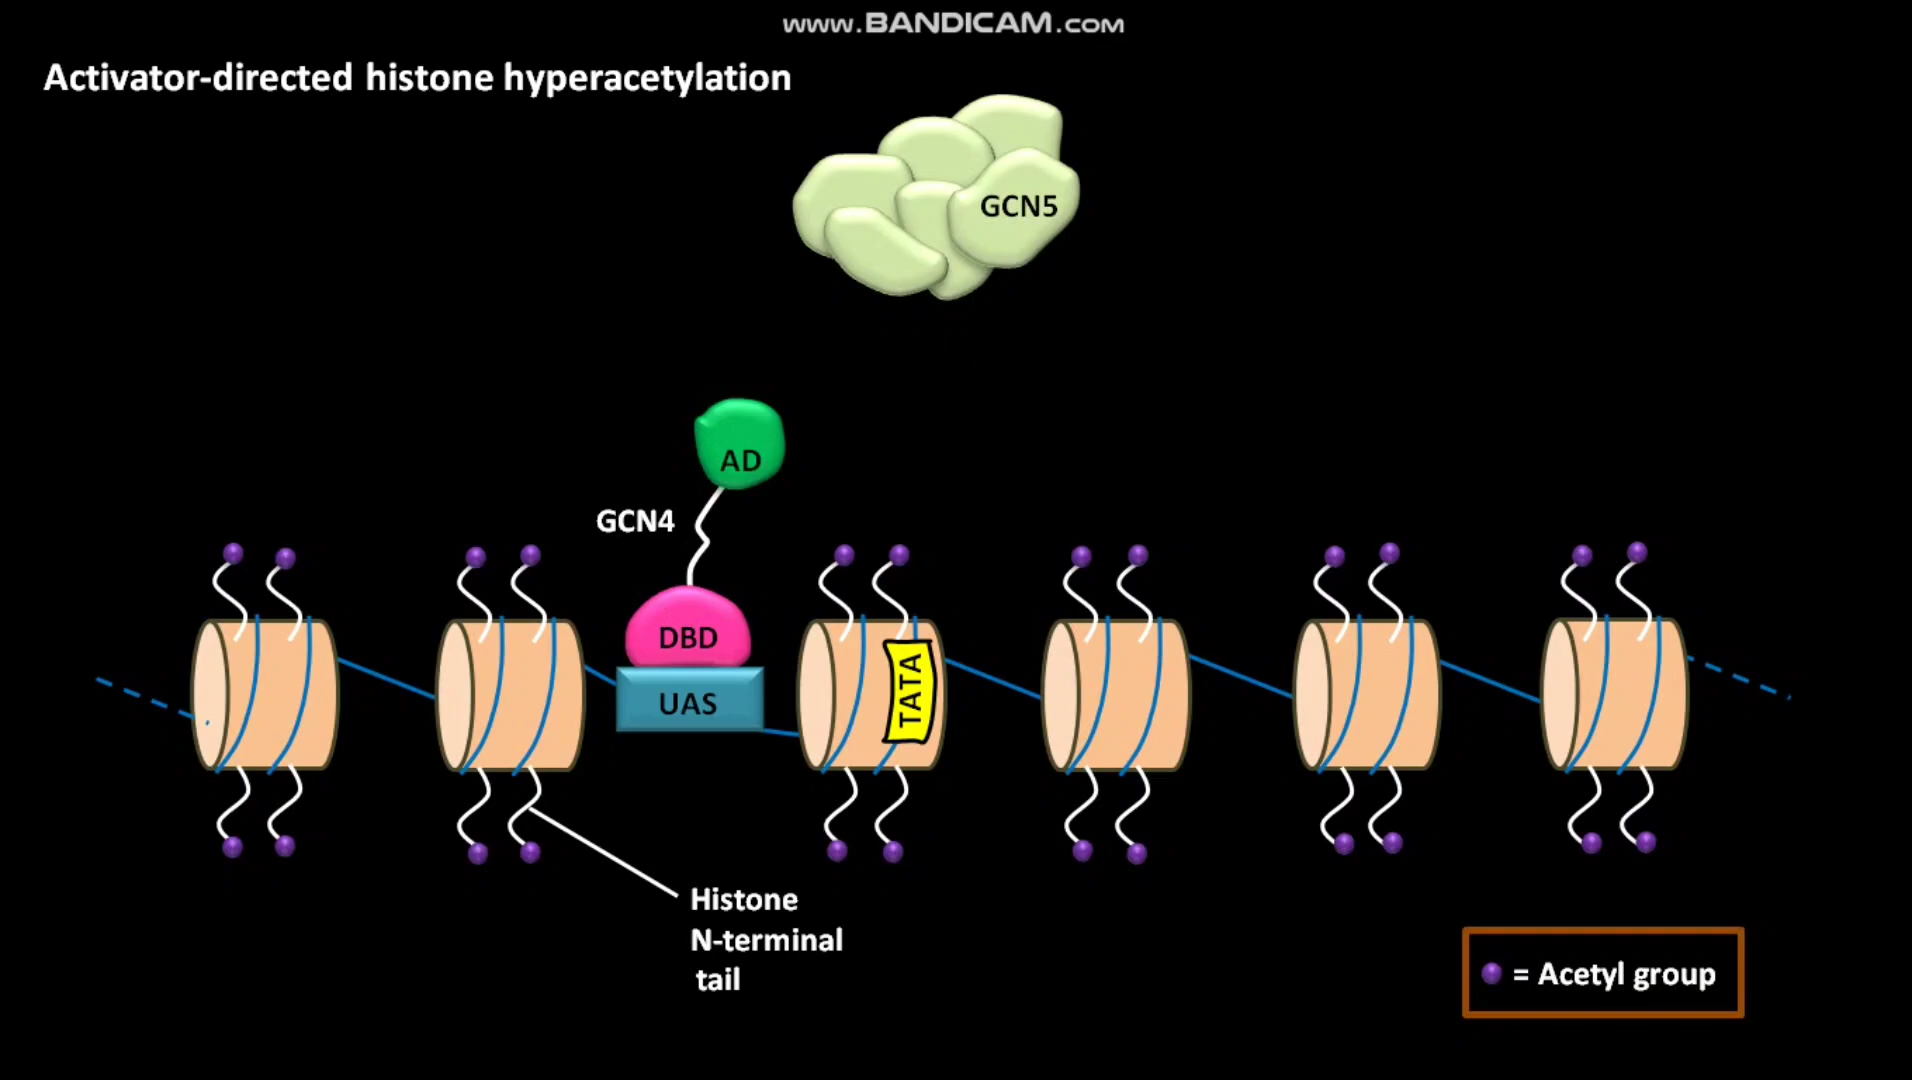 www.BANDICAM.com
Activator-directed histone hyperacetylation
GCN5
AD
GCN4
DBD
UAS
TATA
Histone
N-terminal
tail
= Acetyl group